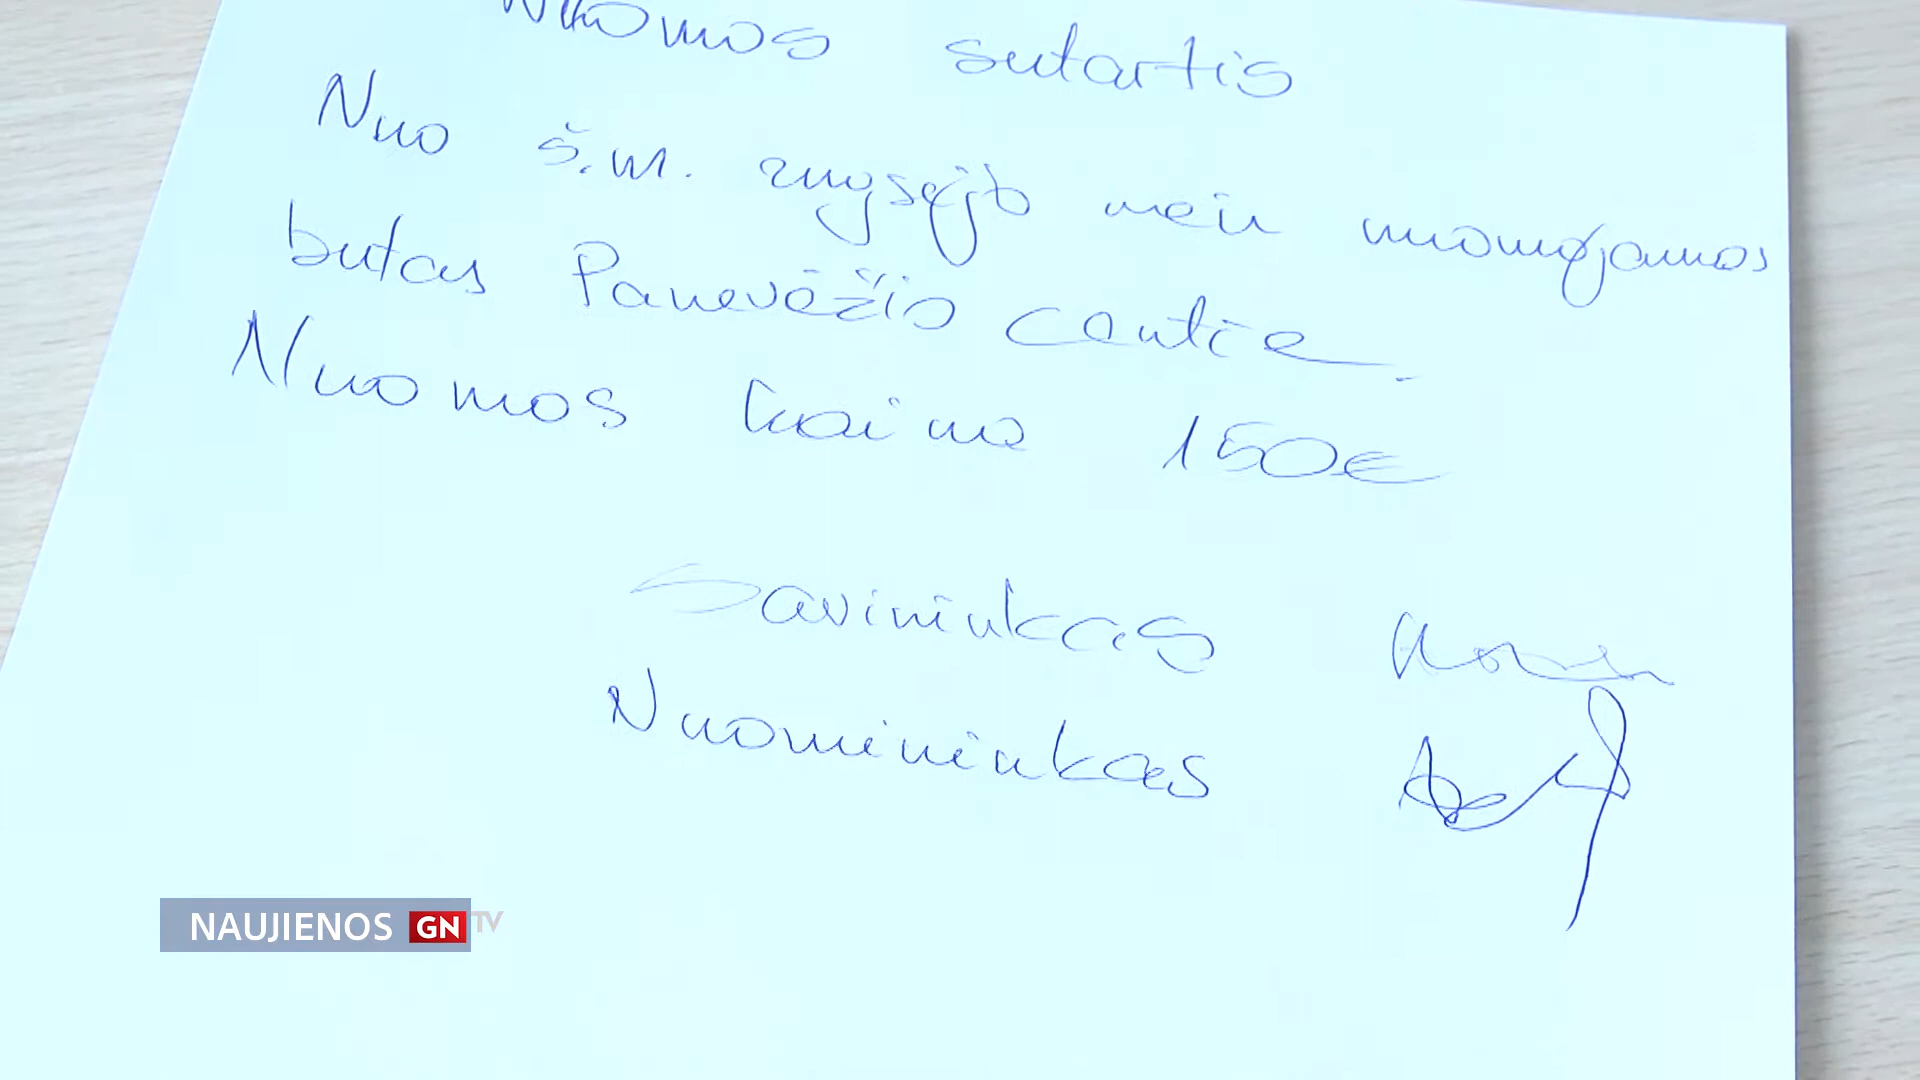 Nuomos sutartis
Nuo š.m. rugsėjo mėn nuomojamas
butas Panevėžio centre.
Nuomos kaina 150€
Savininkas
Nuomininkas
NAUJIENOS GN TV